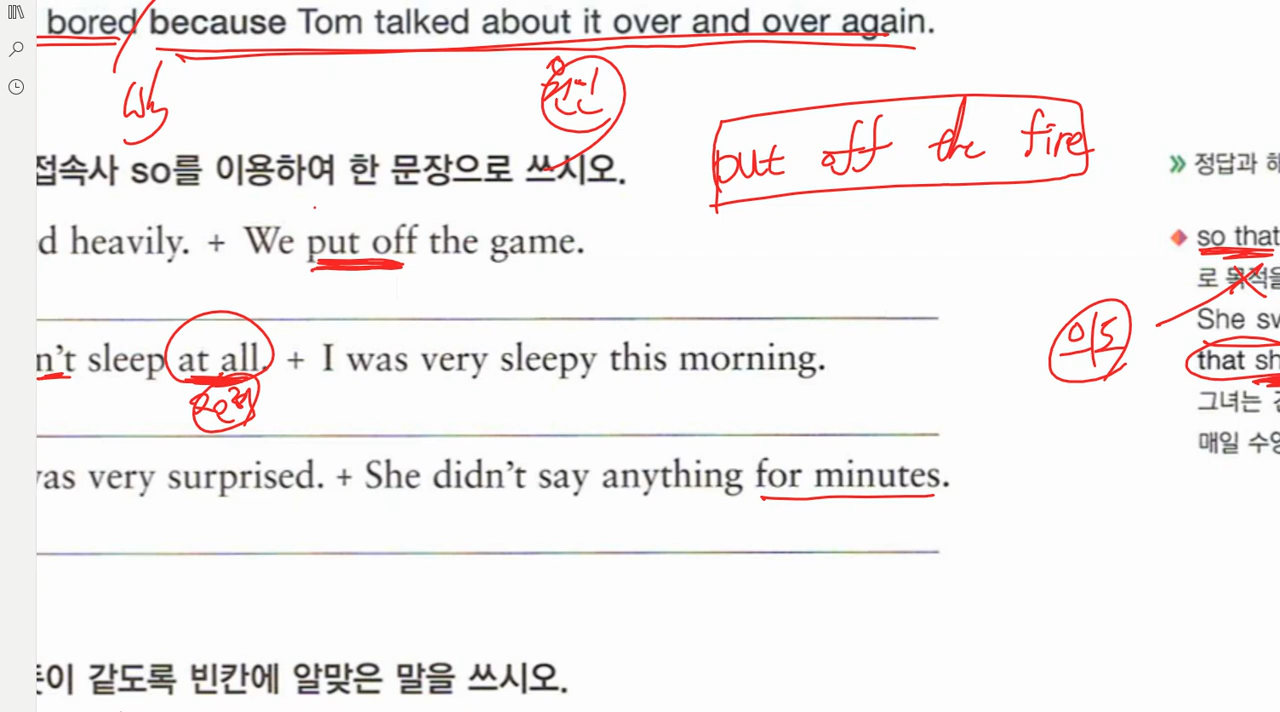 bored because Tom talked about it over and over again.
Why
원인
put off the fire
접속사 so를 이용하여 한 문장으로 쓰시오.
정답과 해
d heavily. + We put off the game.
so that
로 목적을
She sw
n't sleep at all. + I was very sleepy this morning.
that sh
그녀는
매일 수영
as very surprised. + She didn't say anything for minutes.
이 같도록 빈칸에 알맞은 말을 쓰시오.